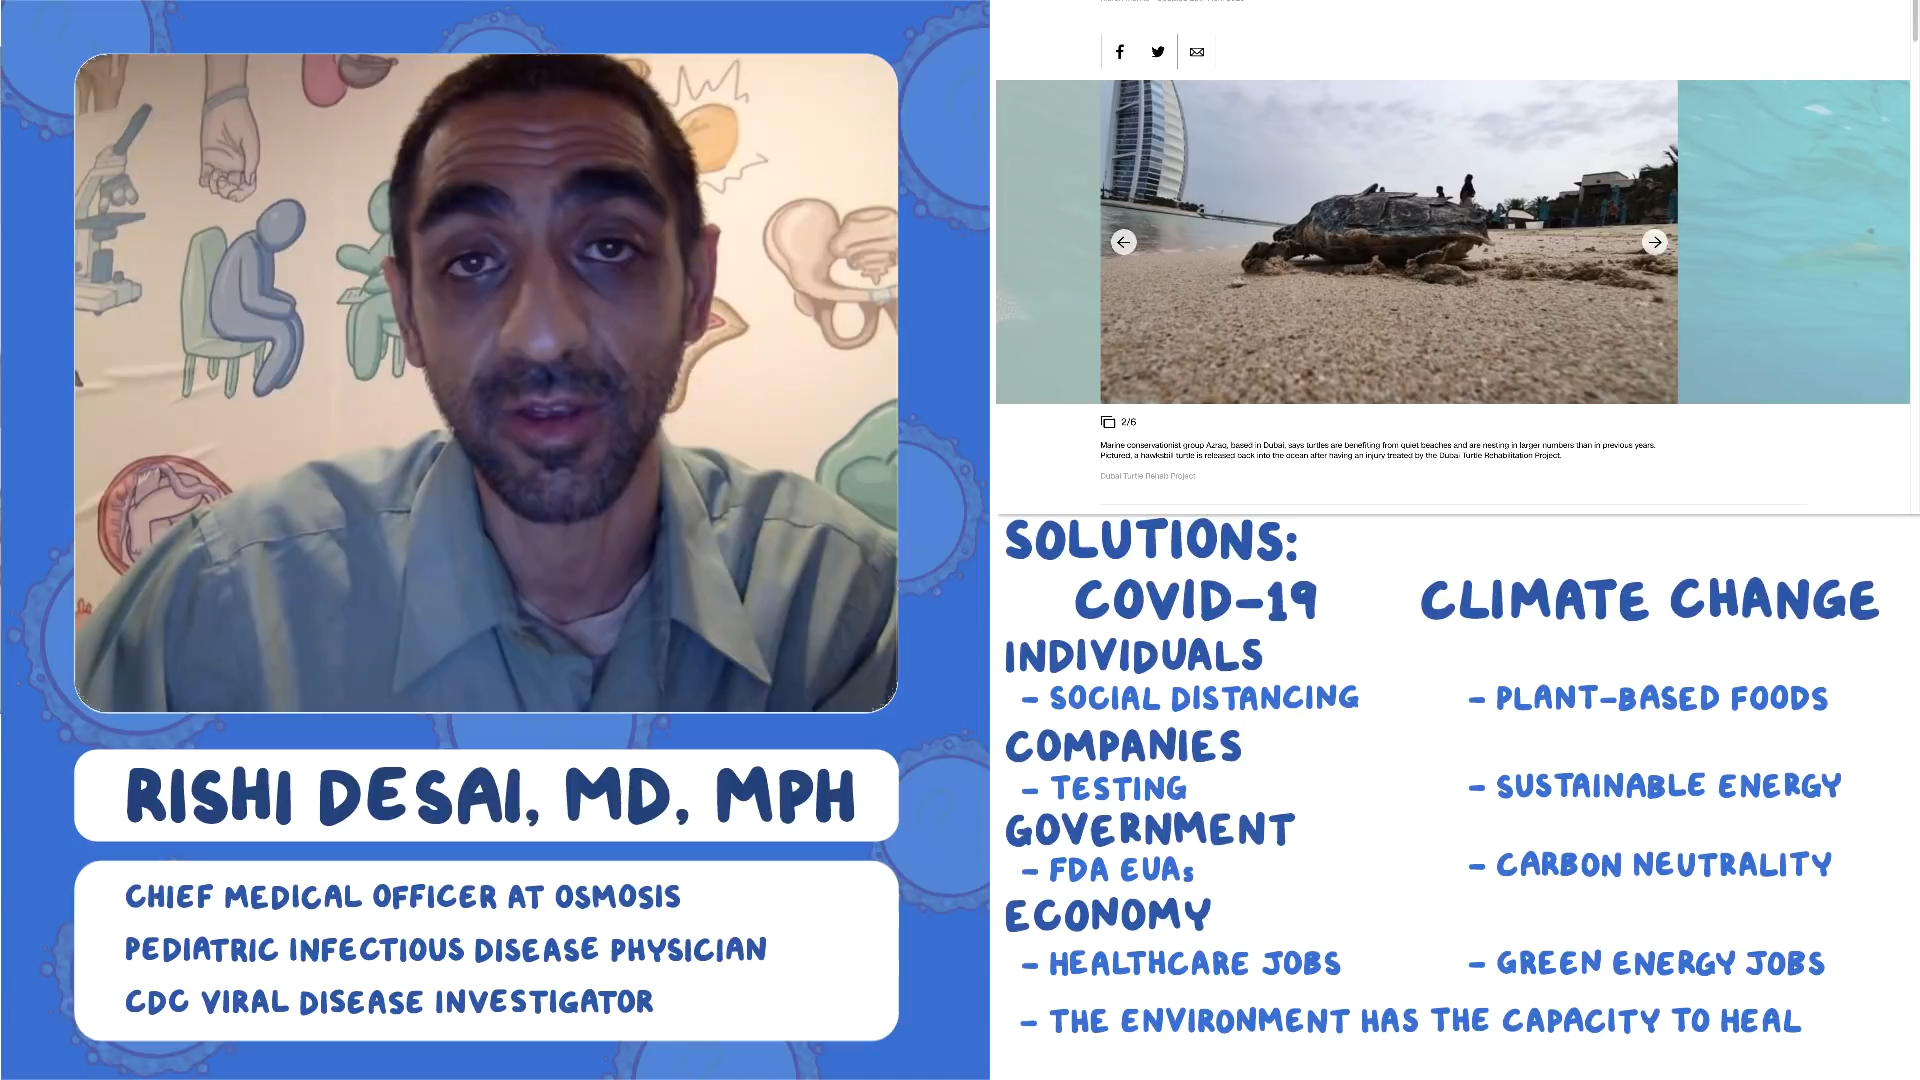 RISHI DESAI, MD, MPH
CHIEF MEDICAL OFFICER AT OSMOSIS
PEDIATRIC INFECTIOUS DISEASE PHYSICIAN
CDC VIRAL DISEASE INVESTIGATOR
2/6
Marine conservationist group Azraq, based in Dubai, says turtles are benefiting from quiet beaches and are nesting in larger numbers than in previous years.
Pictured, a hawksbill turtle is released back into the ocean after having an injury treated by the Dubai Turtle Rehabilitation Project.
Dubai Turtle Rehab Project
SOLUTIONS:
COVID-19 CLIMATE CHANGE
INDIVIDUALS
- SOCIAL DISTANCING - PLANT-BASED FOODS
COMPANIES
- TESTING - SUSTAINABLE ENERGY
GOVERNMENT
- FDA EUAs - CARBON NEUTRALITY
ECONOMY
- HEALTHCARE JOBS - GREEN ENERGY JOBS
- THE ENVIRONMENT HAS THE CAPACITY TO HEAL